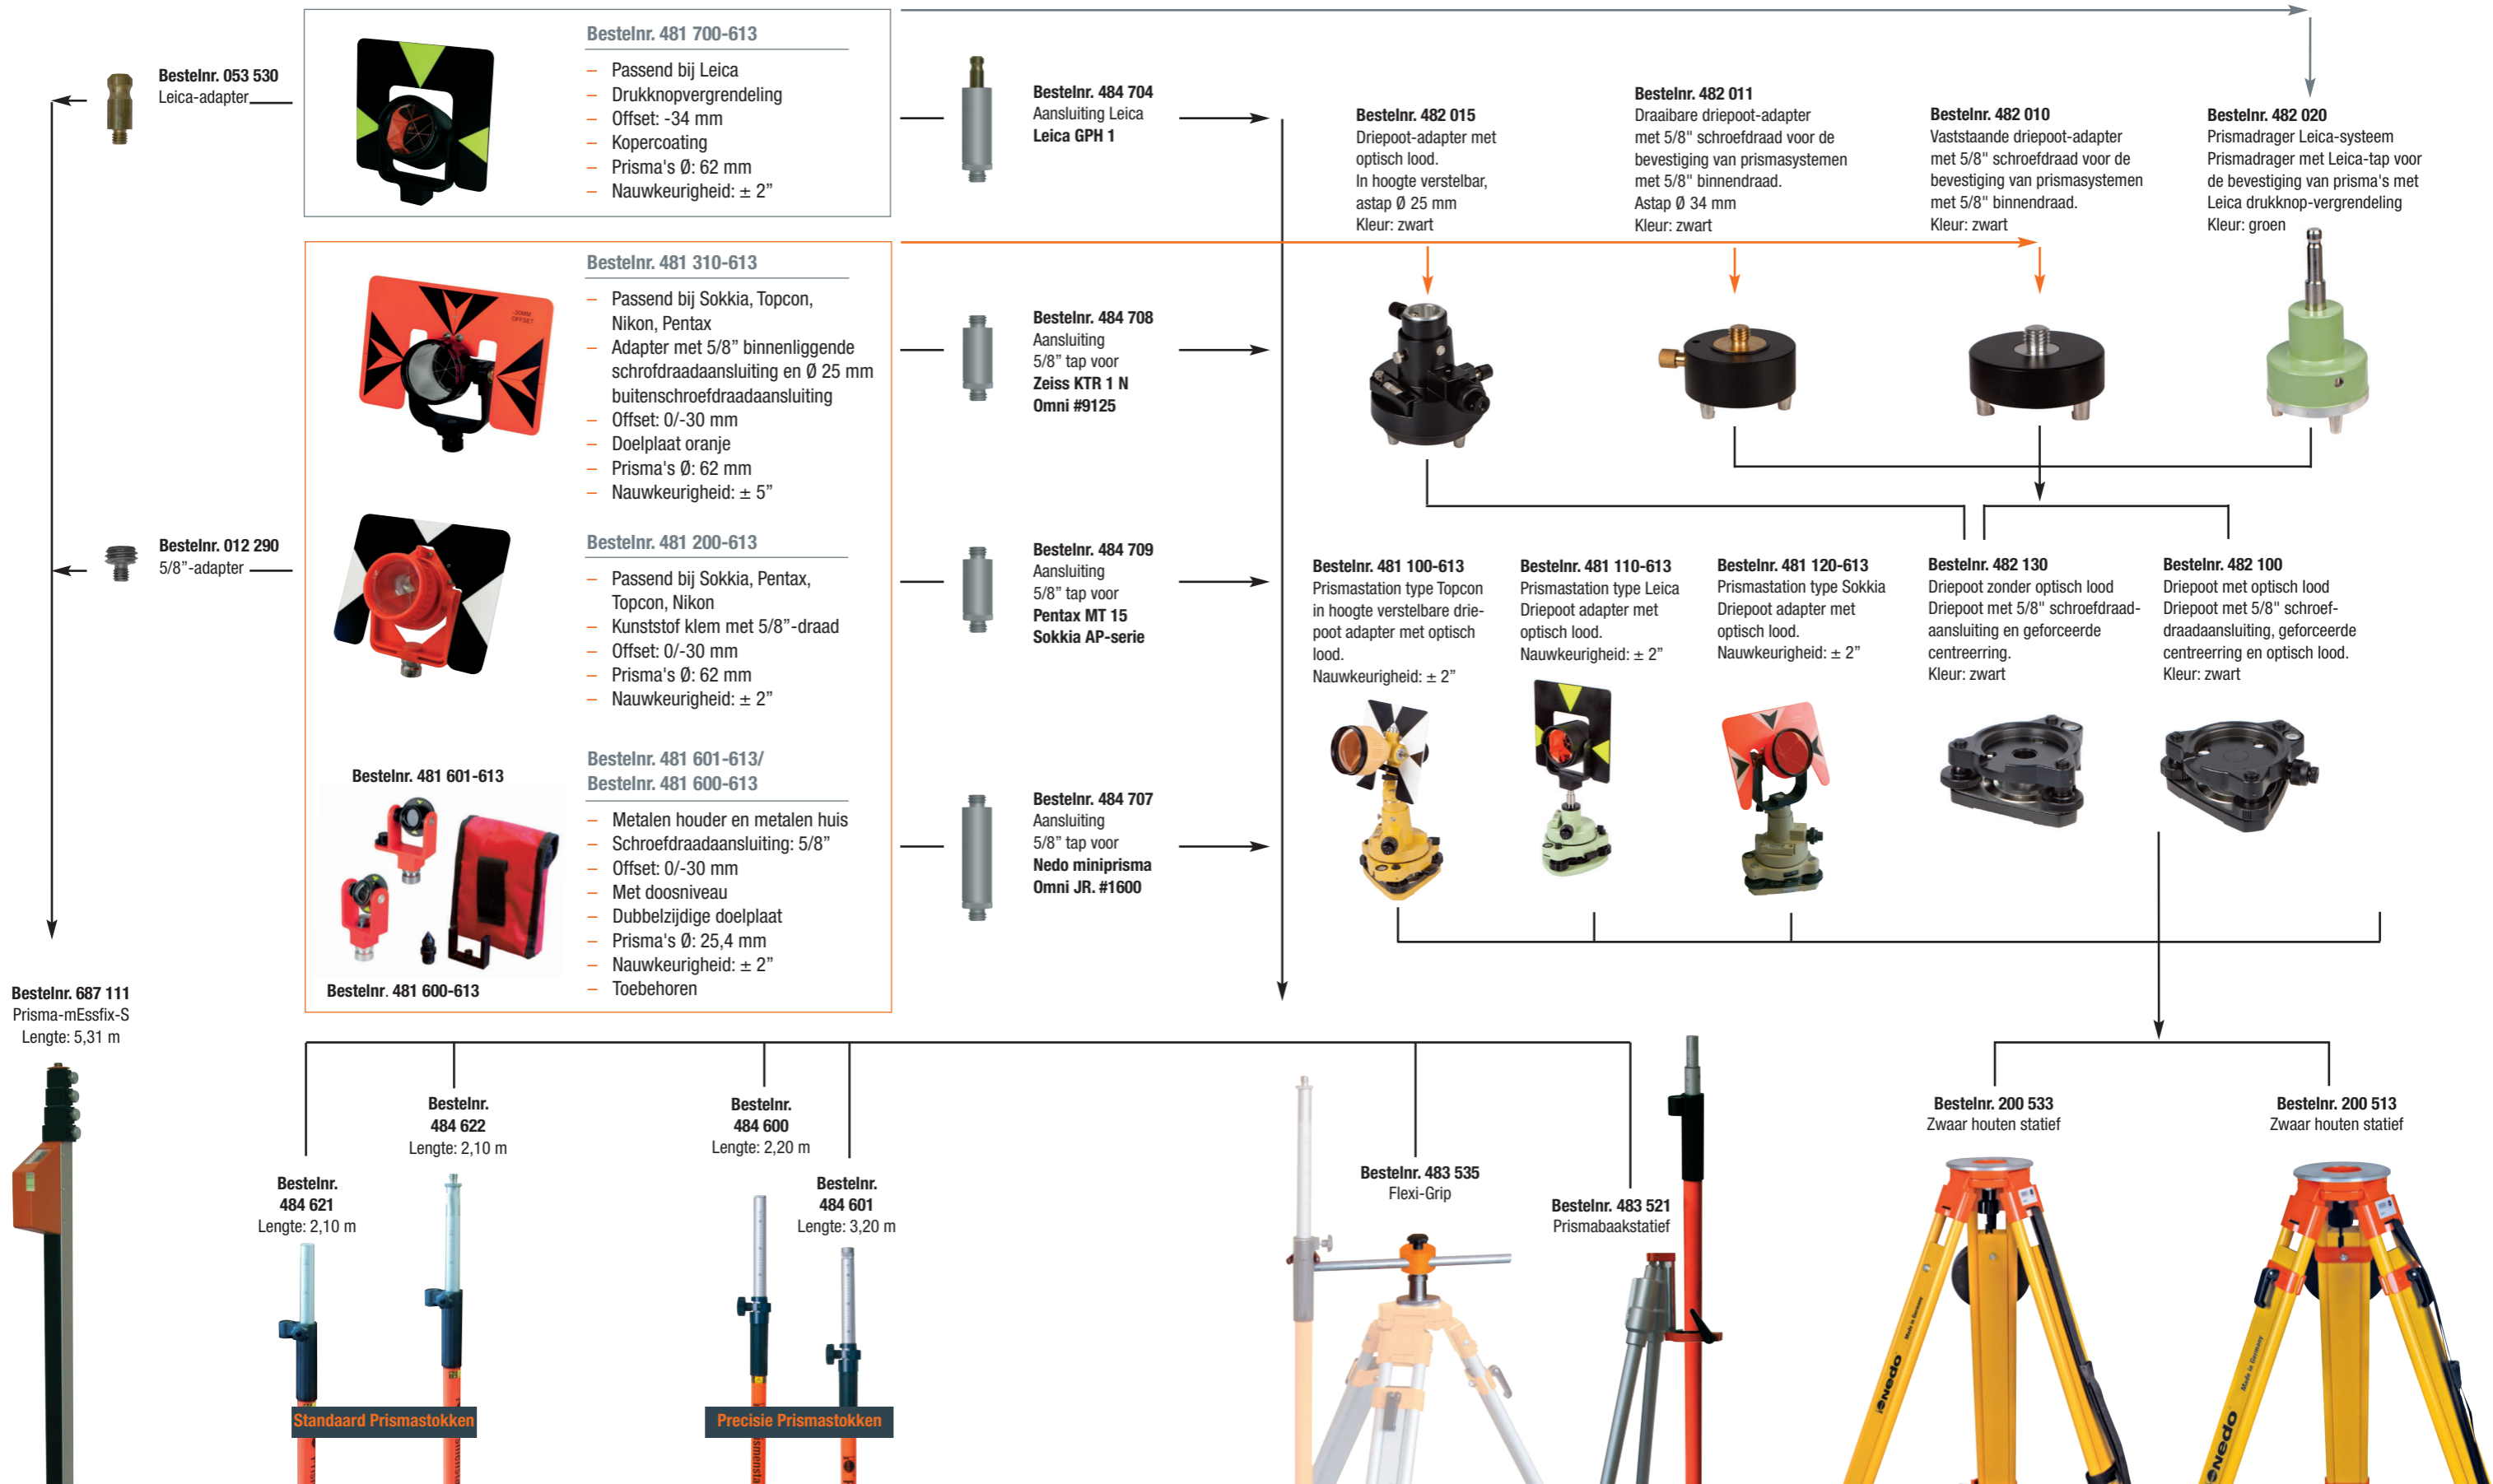 Bestelnr. 053 530
Leica-adapter
Bestelnr. 481 700-613
– Passend bij Leica
– Drukknopvergrendeling
– Offset: -34 mm
– Kopercoating
– Prisma's Ø: 62 mm
– Nauwkeurigheid: ± 2”
Bestelnr. 484 704
Aansluiting Leica
Leica GPH 1
Bestelnr. 482 015
Driepoot-adapter met
optisch lood.
In hoogte verstelbar,
astap Ø 25 mm
Kleur: zwart
Bestelnr. 482 011
Draaibare driepoot-adapter
met 5/8" schroefdraad voor de
bevestiging van prismasystemen
met 5/8" binnendraad.
Astap Ø 34 mm
Kleur: zwart
Bestelnr. 482 010
Vaststaande driepoot-adapter
met 5/8" schroefdraad voor de
bevestiging van prismasystemen
met 5/8" binnendraad.
Kleur: zwart
Bestelnr. 482 020
Prismadrager Leica-systeem
Prismadrager met Leica-tap voor
de bevestiging van prisma's met
Leica drukknop-vergrendeling
Kleur: groen
Bestelnr. 481 310-613
– Passend bij Sokkia, Topcon,
Nikon, Pentax
– Adapter met 5/8” binnenliggende
schrofdraadaansluiting en Ø 25 mm
buitenschroefdraadaansluiting
– Offset: 0/-30 mm
– Doelplaat oranje
– Prisma's Ø: 62 mm
– Nauwkeurigheid: ± 5”
-30MM
OFFSET
Bestelnr. 484 708
Aansluiting
5/8” tap voor
Zeiss KTR 1 N
Omni #9125
Bestelnr. 012 290
5/8”-adapter
Bestelnr. 481 200-613
– Passend bij Sokkia, Pentax,
Topcon, Nikon
– Kunststof klem met 5/8”-draad
– Offset: 0/-30 mm
– Prisma's Ø: 62 mm
– Nauwkeurigheid: ± 2”
Bestelnr. 484 709
Aansluiting
5/8” tap voor
Pentax MT 15
Sokkia AP-serie
Bestelnr. 481 100-613
Prismastation type Topcon
in hoogte verstelbare drie-
poot adapter met optisch
lood.
Nauwkeurigheid: ± 2”
Bestelnr. 481 110-613
Prismastation type Leica
Driepoot adapter met
optisch lood.
Nauwkeurigheid: ± 2”
Bestelnr. 481 120-613
Prismastation type Sokkia
Driepoot adapter met
optisch lood.
Nauwkeurigheid: ± 2”
Bestelnr. 482 130
Driepoot zonder optisch lood
Driepoot met 5/8" schroefdraad-
aansluiting en geforceerde
centreerring.
Kleur: zwart
Bestelnr. 482 100
Driepoot met optisch lood
Driepoot met 5/8" schroef-
draadaansluiting, geforceerde
centreerring en optisch lood.
Kleur: zwart
Bestelnr. 481 601-613
Bestelnr. 481 600-613
Bestelnr. 481 601-613/
Bestelnr. 481 600-613
– Metalen houder en metalen huis
– Schroefdraadaansluiting: 5/8”
– Offset: 0/-30 mm
– Met doosniveau
– Dubbelzijdige doelplaat
– Prisma's Ø: 25,4 mm
– Nauwkeurigheid: ± 2”
– Toebehoren
Bestelnr. 484 707
Aansluiting
5/8” tap voor
Nedo miniprisma
Omni JR. #1600
Bestelnr. 687 111
Prisma-mEssfix-S
Lengte: 5,31 m
Bestelnr.
484 621
Lengte: 2,10 m
Bestelnr.
484 622
Lengte: 2,10 m
Standaard Prismastokken
Bestelnr.
484 600
Lengte: 2,20 m
Bestelnr.
484 601
Lengte: 3,20 m
Precisie Prismastokken
Bestelnr. 483 535
Flexi-Grip
Bestelnr. 483 521
Prismabaakstatief
Bestelnr. 200 533
Zwaar houten statief
Nedo
Made in Germany
Bestelnr. 200 513
Zwaar houten statief
Nedo
Made in Germany